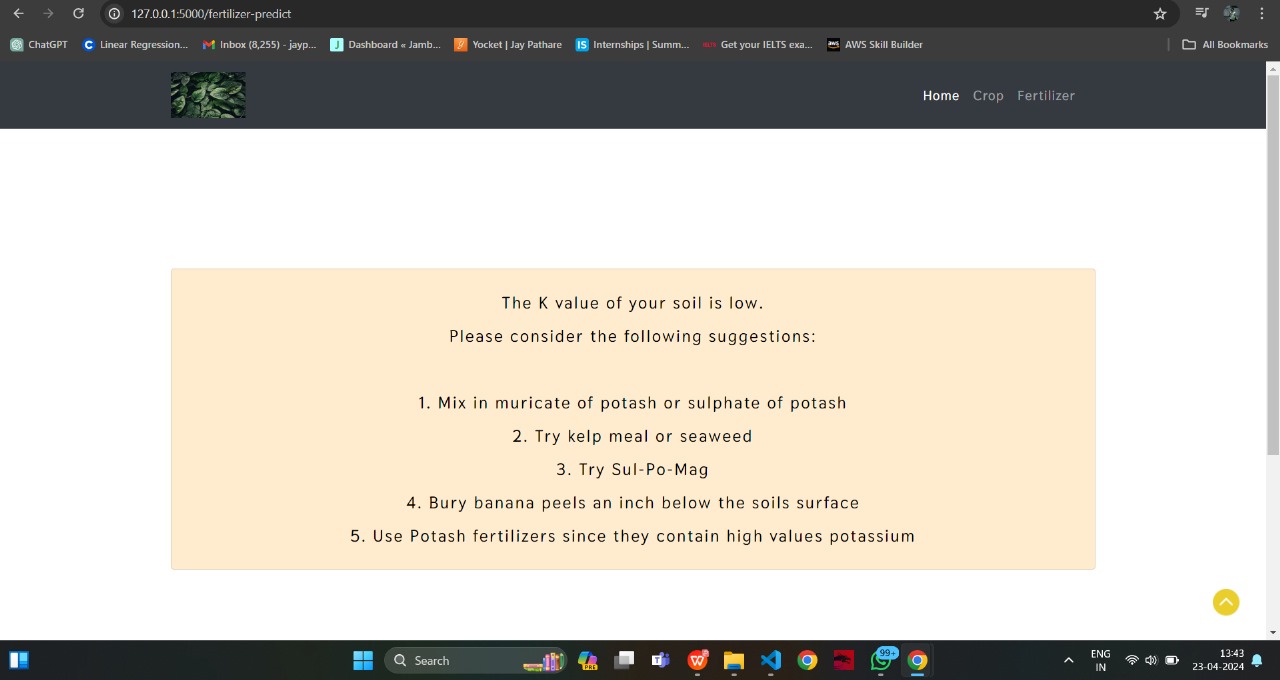 127.0.0.1:5000/fertilizer-predict
ChatGPT
Linear Regression...
Inbox (8,255) - jayp...
Dashboard « Jamb...
Yocket | Jay Pathare
IS
Internships | Summ...
IELTS
Get your IELTS exa...
aws
AWS Skill Builder
All Bookmarks
Home
Crop
Fertilizer
The K value of your soil is low.
Please consider the following suggestions:
1. Mix in muricate of potash or sulphate of potash
2. Try kelp meal or seaweed
3. Try Sul-Po-Mag
4. Bury banana peels an inch below the soils surface
5. Use Potash fertilizers since they contain high values potassium
Search
PRE
99+
ENG
IN
13:43
23-04-2024